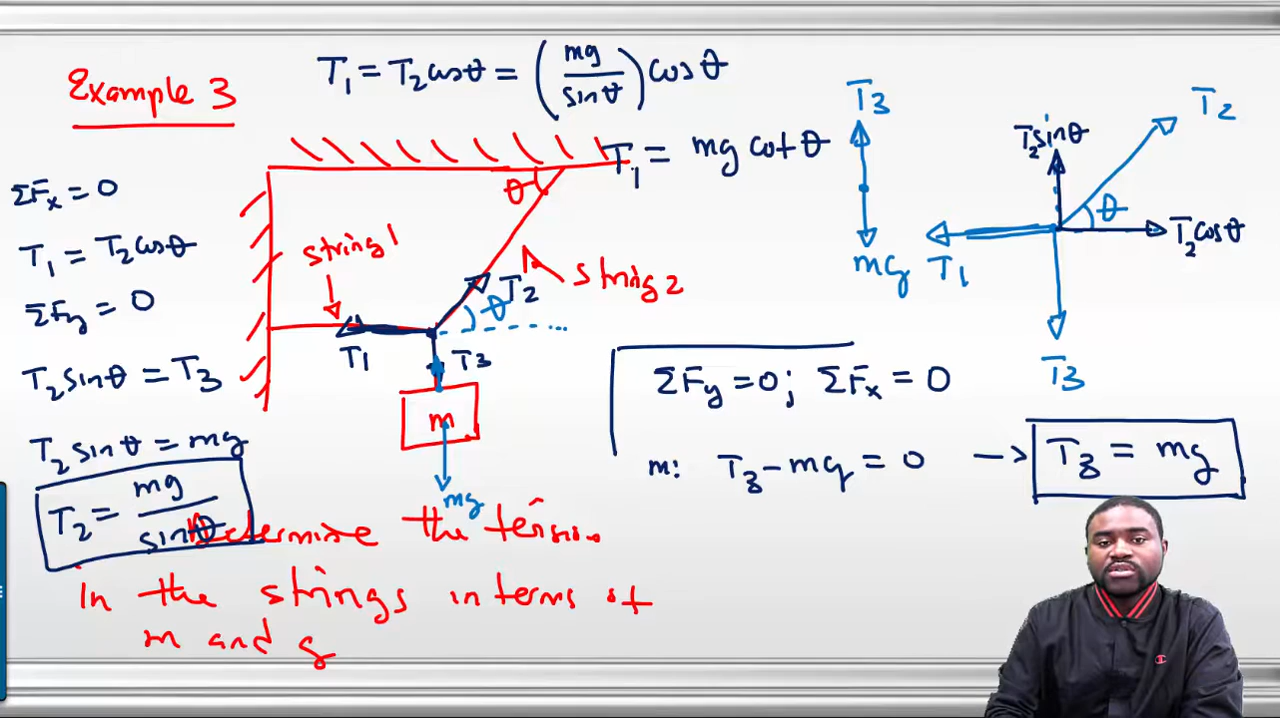 Example 3
T₁ = T₂cosθ = (mg/sinθ) cosθ
T₁ = mg cotθ
ΣFₓ = 0
T₁ = T₂cosθ
ΣFy = 0
T₂sinθ = T₃
T₂sinθ = mg
T₂ = mg/sinθ
θ
string 1
string 2
T₂
θ
T₁
T3
m
mg
T3
mg
T₂
T₂sinθ
θ
T₂cosθ
T₁
T3
ΣFy = 0; ΣFₓ = 0
m: T₃ - mg = 0 → T₃ = mg
Determine the tension
in the strings in terms of
m and g